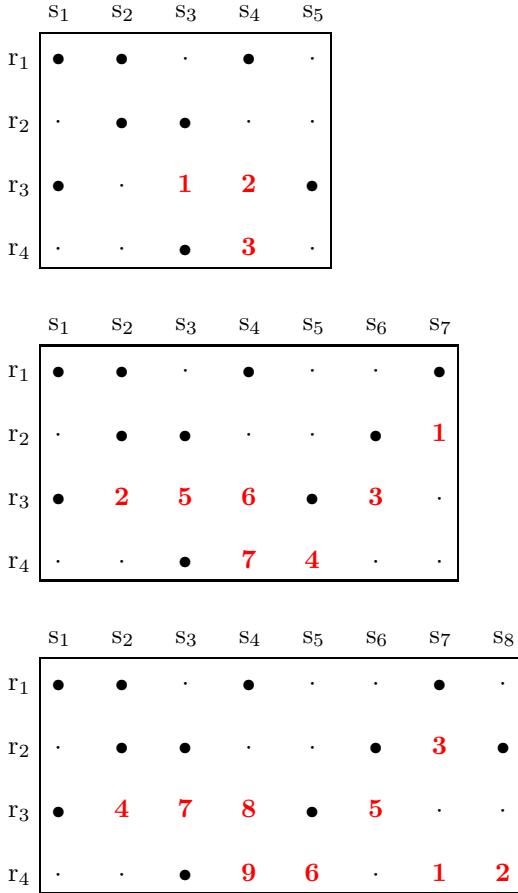 s₁ s₂ s₃ s₄ s₅
r₁ • • · • ·
r₂ · • • · ·
r₃ • · 1 2 •
r₄ · · • 3 ·
s₁ s₂ s₃ s₄ s₅ s₆ s₇
r₁ • • · • · · •
r₂ · • • · · • 1
r₃ • 2 5 6 • 3 ·
r₄ · · • 7 4 · ·
s₁ s₂ s₃ s₄ s₅ s₆ s₇ s₈
r₁ • • · • · · • ·
r₂ · • • · · • 3 •
r₃ • 4 7 8 • 5 · ·
r₄ · · • 9 6 · 1 2